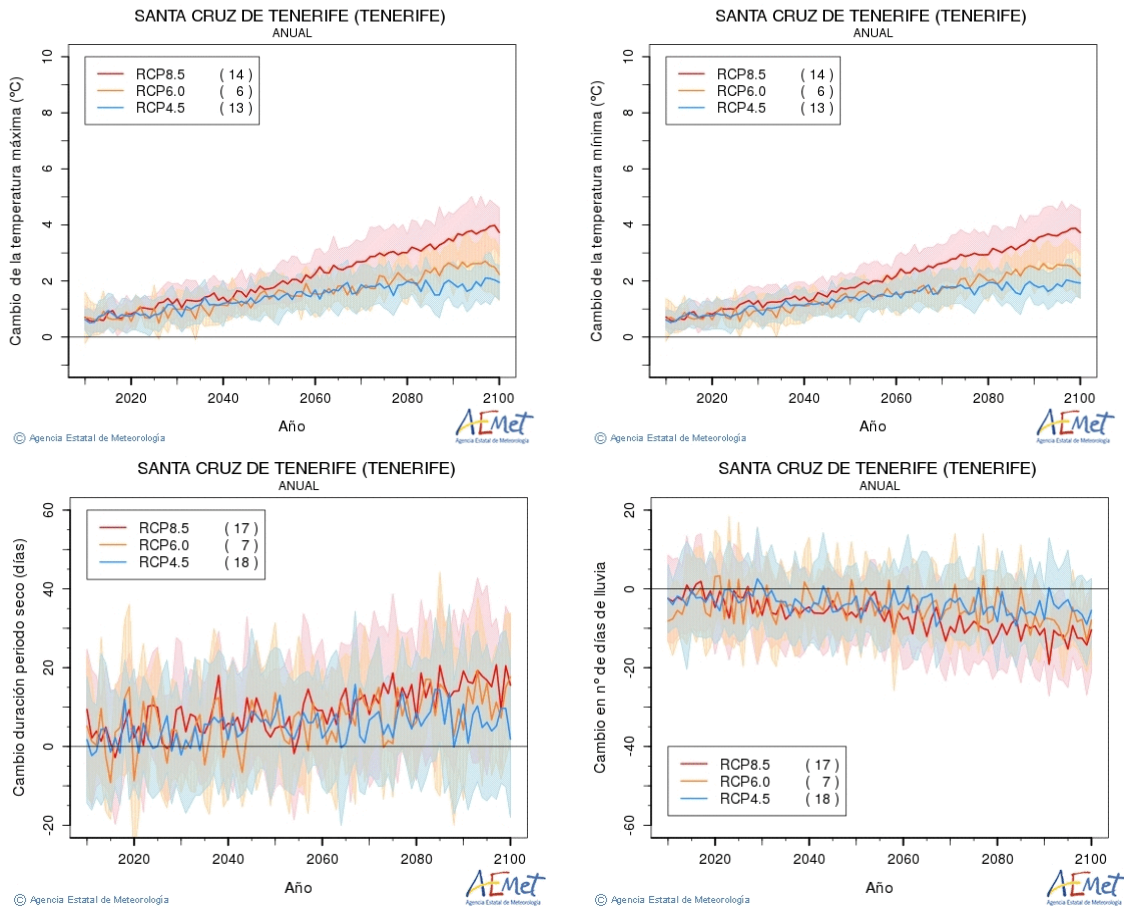 SANTA CRUZ DE TENERIFE (TENERIFE)
ANUAL
Cambio de la temperatura máxima (ºC)
10
8
6
4
2
0
RCP8.5 ( 14 )
RCP6.0 ( 6 )
RCP4.5 ( 13 )
2020 2040 2060 2080 2100
Año
© Agencia Estatal de Meteorología
AEMet
Agencia Estatal de Meteorología
SANTA CRUZ DE TENERIFE (TENERIFE)
ANUAL
Cambio de la temperatura mínima (ºC)
10
8
6
4
2
0
RCP8.5 ( 14 )
RCP6.0 ( 6 )
RCP4.5 ( 13 )
2020 2040 2060 2080 2100
Año
© Agencia Estatal de Meteorología
AEMet
Agencia Estatal de Meteorología
SANTA CRUZ DE TENERIFE (TENERIFE)
ANUAL
Cambio duración periodo seco (días)
60
40
20
0
-20
RCP8.5 ( 17 )
RCP6.0 ( 7 )
RCP4.5 ( 18 )
2020 2040 2060 2080 2100
Año
© Agencia Estatal de Meteorología
AEMet
Agencia Estatal de Meteorología
SANTA CRUZ DE TENERIFE (TENERIFE)
ANUAL
Cambio en nº de días de lluvia
20
0
-20
-40
-60
RCP8.5 ( 17 )
RCP6.0 ( 7 )
RCP4.5 ( 18 )
2020 2040 2060 2080 2100
Año
© Agencia Estatal de Meteorología
AEMet
Agencia Estatal de Meteorología